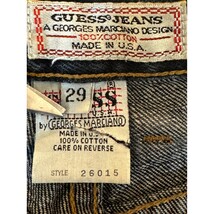 GUESS? JEANS
A GEORGES MARCIANO DESIGN
100% COTTON
MADE IN U.S.A.
29
SS
U.S.A.
by GEORGES MARCIANO
MADE IN U.S.
100% COTTON
CARE ON REVERSE
STYLE 26015